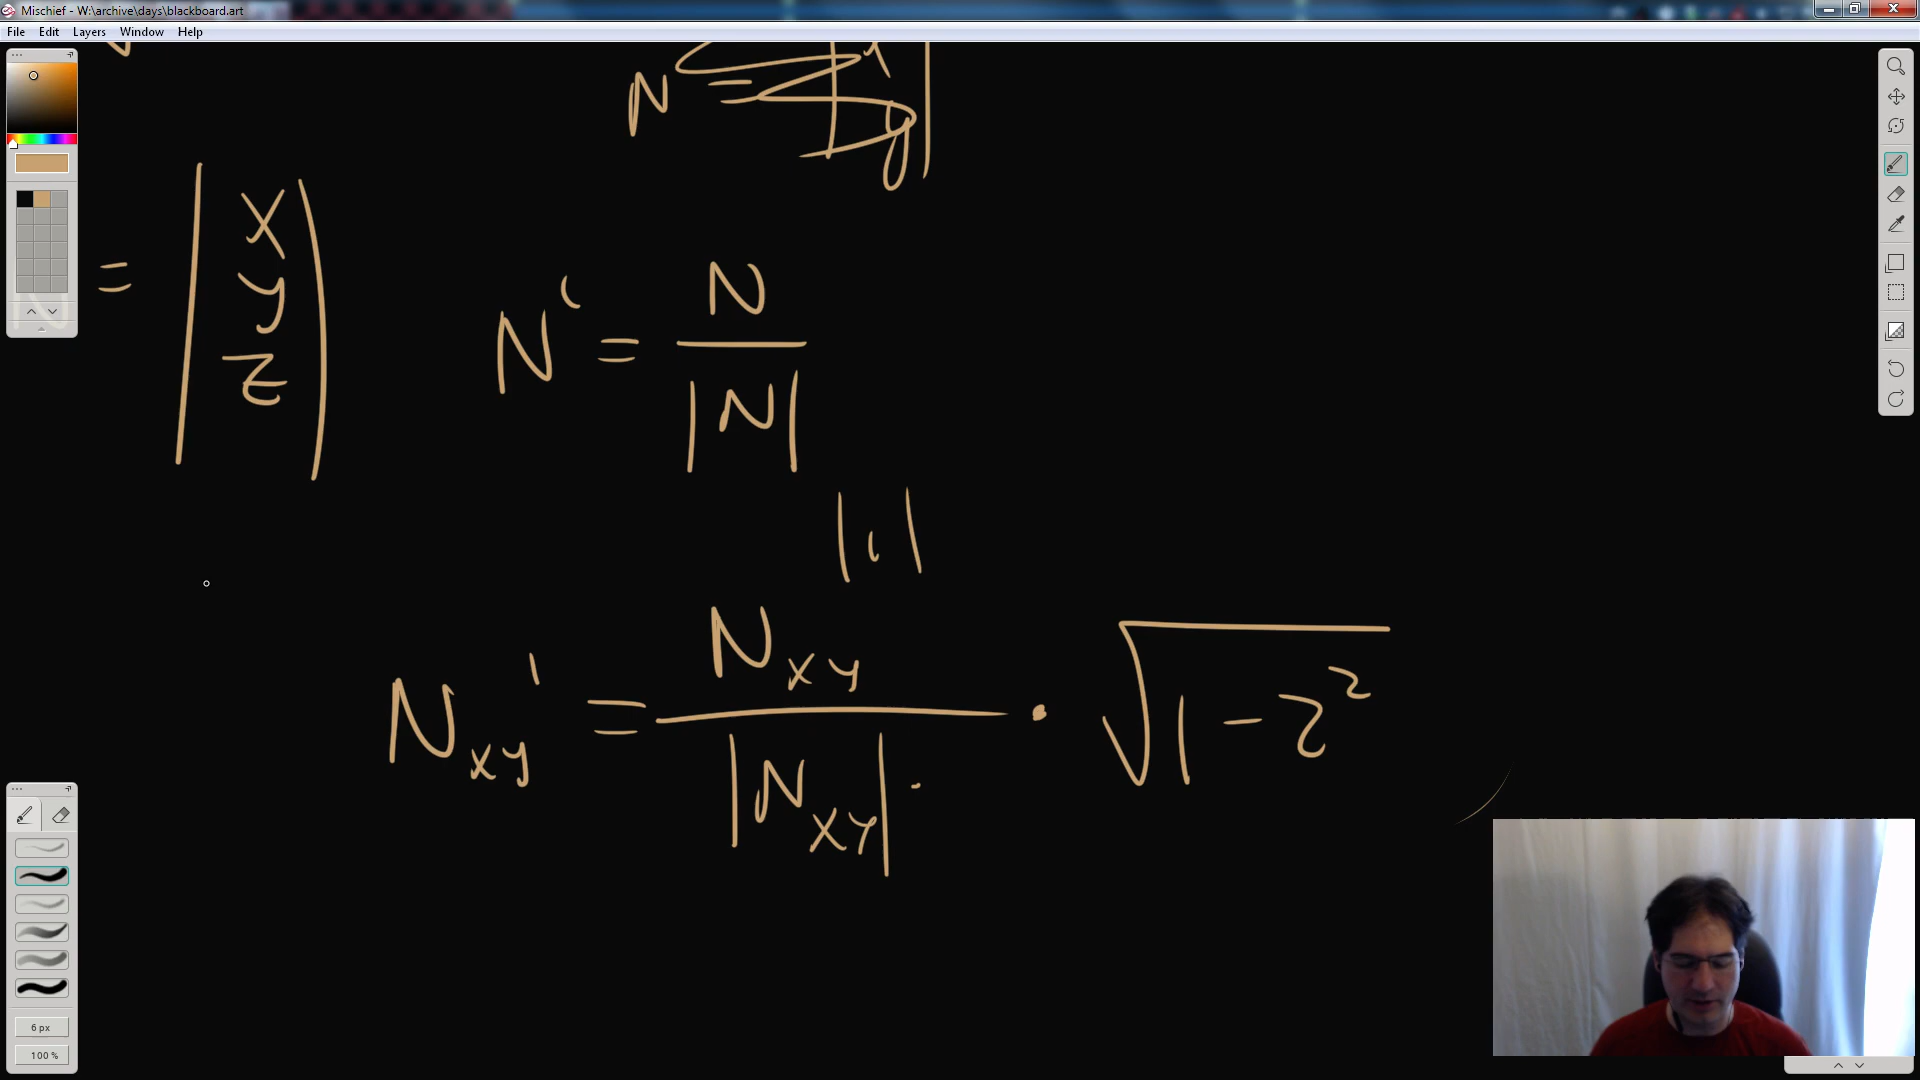 Mischief - W:\archive\days\blackboard.art
File Edit Layers Window Help
N =
y
= | x y z |
N' = N / |N|
| , |
N_xy' = N_xy / |N_xy| · √(1 - z²)
6 px
100 %